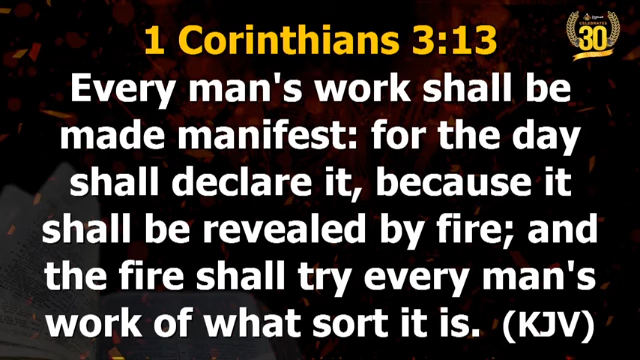 1 Corinthians 3:13
Every man's work shall be
made manifest: for the day
shall declare it, because it
shall be revealed by fire; and
the fire shall try every man's
work of what sort it is. (KJV)
CELEBRATES
30